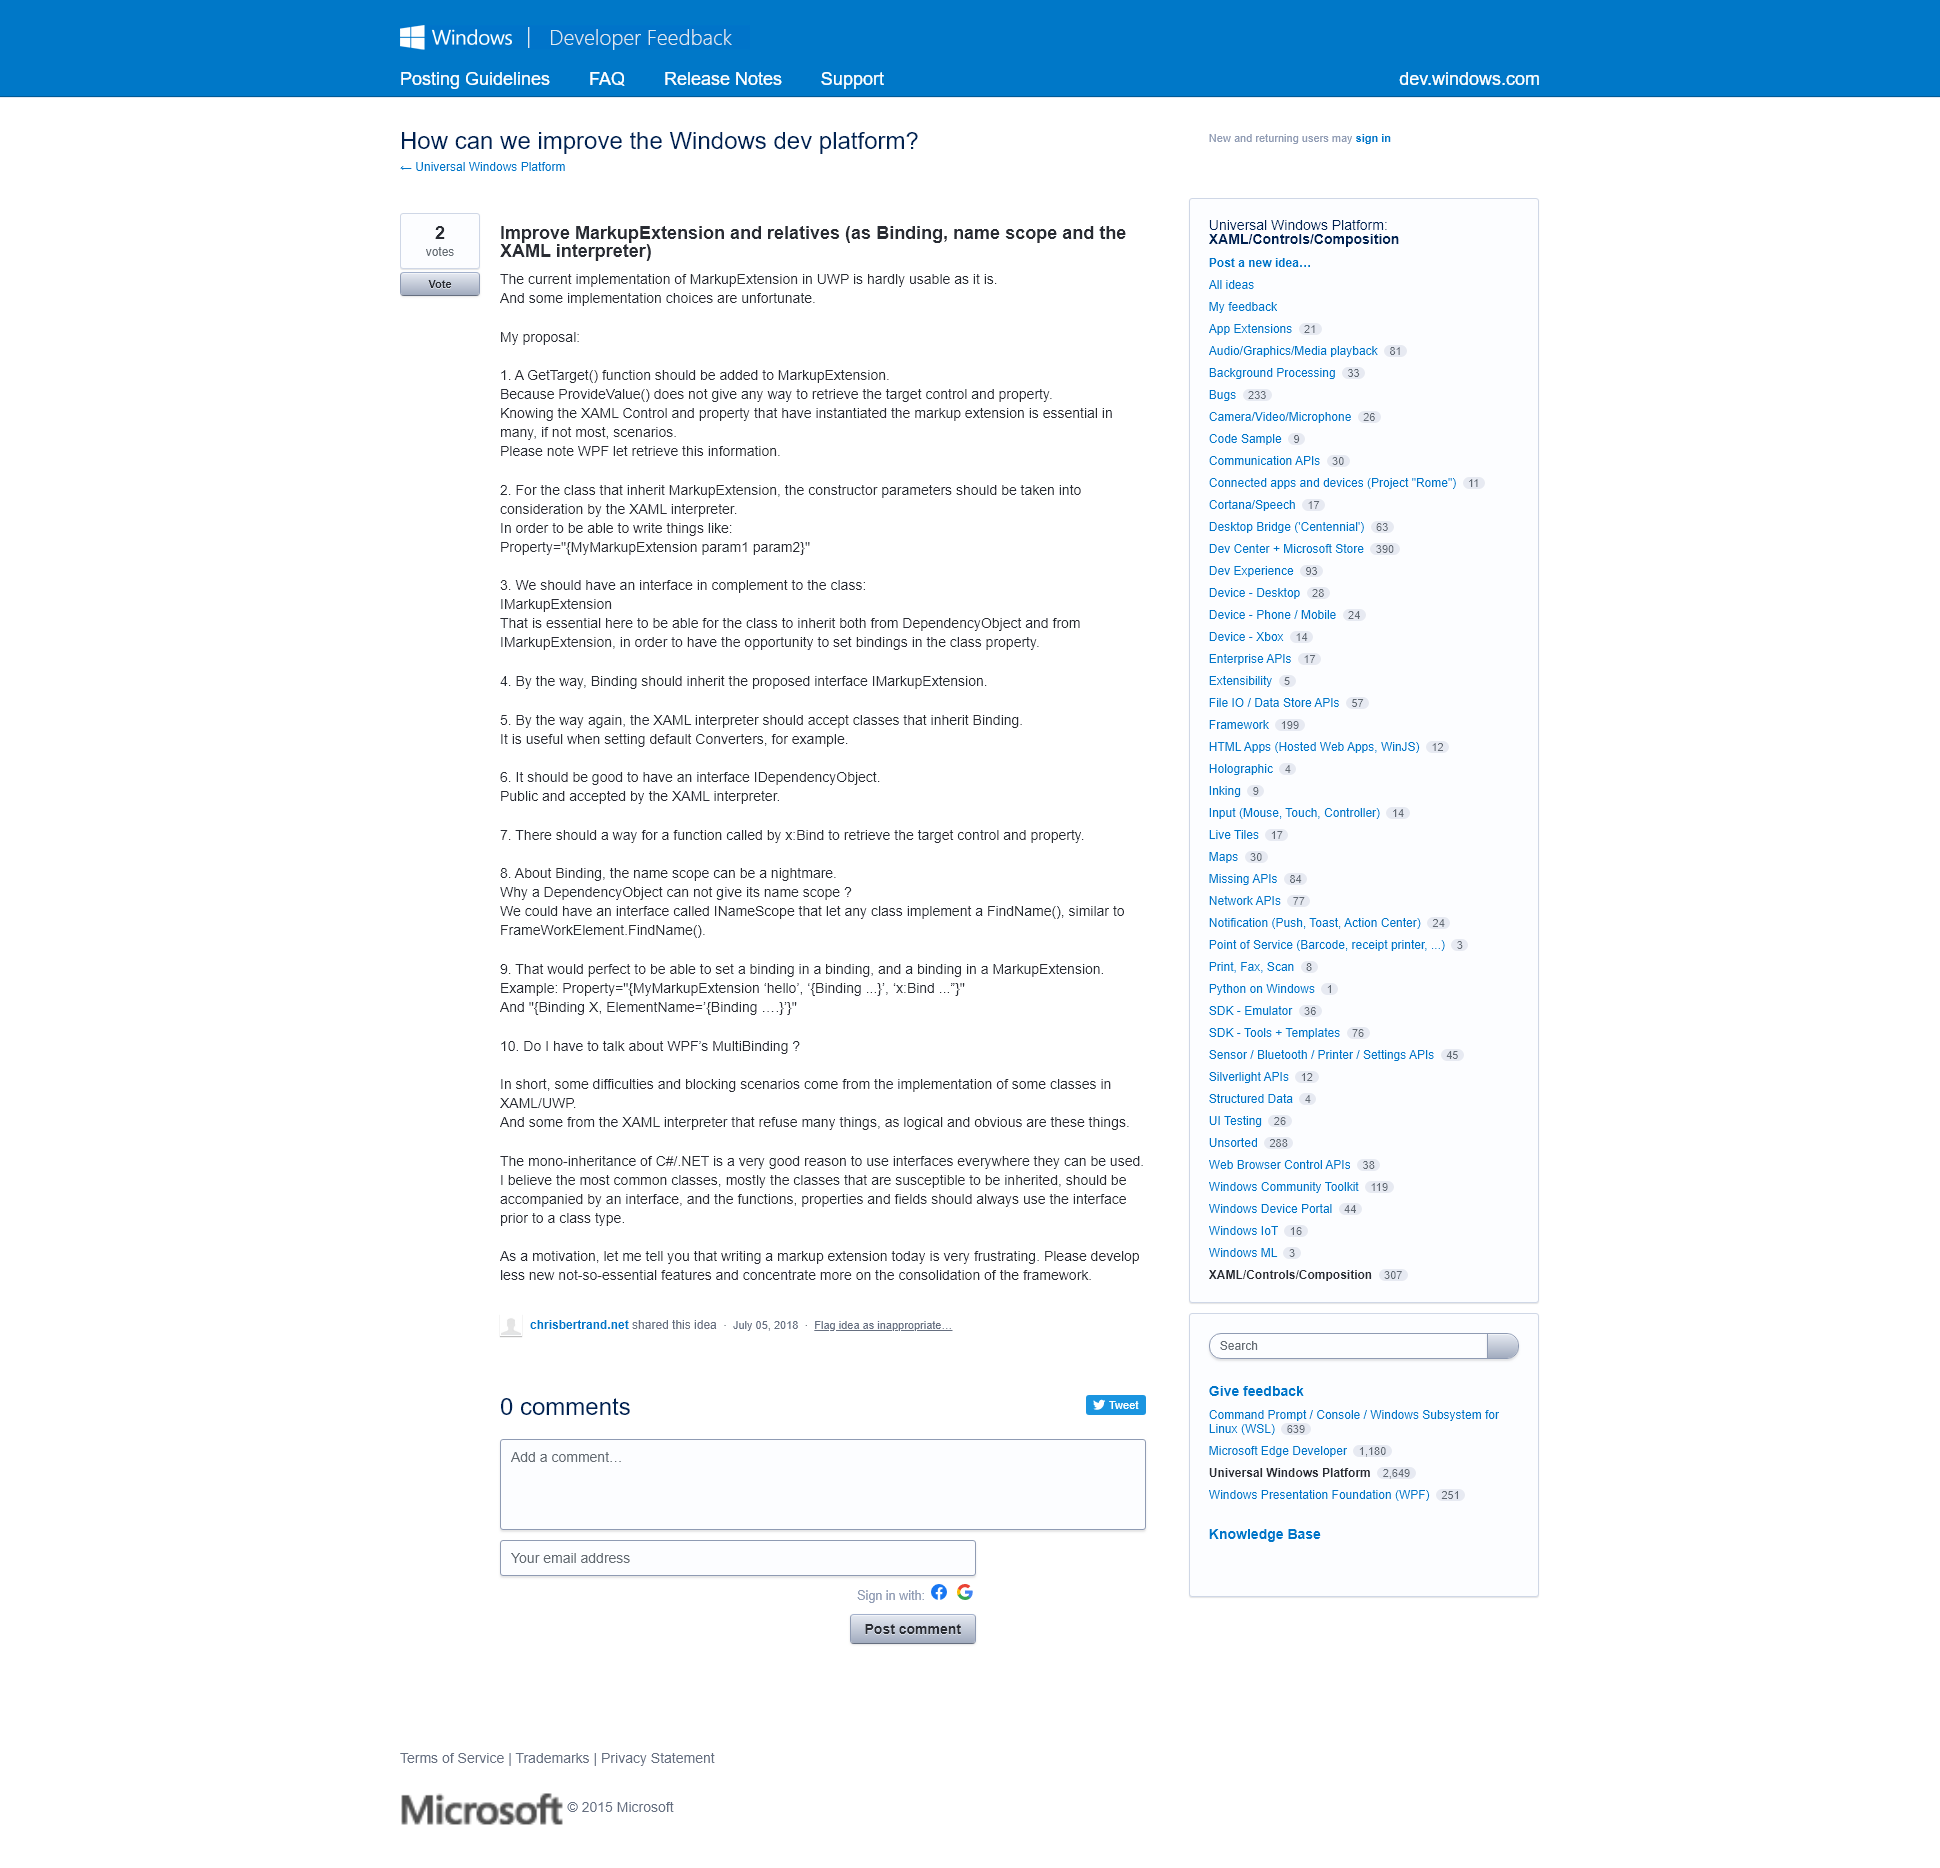 Windows | Developer Feedback
Posting Guidelines FAQ Release Notes Support dev.windows.com
How can we improve the Windows dev platform?
← Universal Windows Platform
New and returning users may sign in
2
votes
Vote
Improve MarkupExtension and relatives (as Binding, name scope and the
XAML interpreter)
The current implementation of MarkupExtension in UWP is hardly usable as it is.
And some implementation choices are unfortunate.
My proposal:
1. A GetTarget() function should be added to MarkupExtension.
Because ProvideValue() does not give any way to retrieve the target control and property.
Knowing the XAML Control and property that have instantiated the markup extension is essential in
many, if not most, scenarios.
Please note WPF let retrieve this information.
2. For the class that inherit MarkupExtension, the constructor parameters should be taken into
consideration by the XAML interpreter.
In order to be able to write things like:
Property="{MyMarkupExtension param1 param2}"
3. We should have an interface in complement to the class:
IMarkupExtension
That is essential here to be able for the class to inherit both from DependencyObject and from
IMarkupExtension, in order to have the opportunity to set bindings in the class property.
4. By the way, Binding should inherit the proposed interface IMarkupExtension.
5. By the way again, the XAML interpreter should accept classes that inherit Binding.
It is useful when setting default Converters, for example.
6. It should be good to have an interface IDependencyObject.
Public and accepted by the XAML interpreter.
7. There should a way for a function called by x:Bind to retrieve the target control and property.
8. About Binding, the name scope can be a nightmare.
Why a DependencyObject can not give its name scope ?
We could have an interface called INameScope that let any class implement a FindName(), similar to
FrameWorkElement.FindName().
9. That would perfect to be able to set a binding in a binding, and a binding in a MarkupExtension.
Example: Property="{MyMarkupExtension ‘hello’, ‘{Binding ...}’, ‘x:Bind ...”}"
And "{Binding X, ElementName=’{Binding ….}’}"
10. Do I have to talk about WPF’s MultiBinding ?
In short, some difficulties and blocking scenarios come from the implementation of some classes in
XAML/UWP.
And some from the XAML interpreter that refuse many things, as logical and obvious are these things.
The mono-inheritance of C#/.NET is a very good reason to use interfaces everywhere they can be used.
I believe the most common classes, mostly the classes that are susceptible to be inherited, should be
accompanied by an interface, and the functions, properties and fields should always use the interface
prior to a class type.
As a motivation, let me tell you that writing a markup extension today is very frustrating. Please develop
less new not-so-essential features and concentrate more on the consolidation of the framework.
chrisbertrand.net shared this idea · July 05, 2018 · Flag idea as inappropriate…
0 comments
Tweet
Add a comment…
Your email address
Sign in with:
Post comment
Universal Windows Platform:
XAML/Controls/Composition
Post a new idea…
All ideas
My feedback
App Extensions 21
Audio/Graphics/Media playback 81
Background Processing 33
Bugs 233
Camera/Video/Microphone 26
Code Sample 9
Communication APIs 30
Connected apps and devices (Project "Rome") 11
Cortana/Speech 17
Desktop Bridge ('Centennial') 63
Dev Center + Microsoft Store 390
Dev Experience 93
Device - Desktop 28
Device - Phone / Mobile 24
Device - Xbox 14
Enterprise APIs 17
Extensibility 5
File IO / Data Store APIs 57
Framework 199
HTML Apps (Hosted Web Apps, WinJS) 12
Holographic 4
Inking 9
Input (Mouse, Touch, Controller) 14
Live Tiles 17
Maps 30
Missing APIs 84
Network APIs 77
Notification (Push, Toast, Action Center) 24
Point of Service (Barcode, receipt printer, ...) 3
Print, Fax, Scan 8
Python on Windows 1
SDK - Emulator 36
SDK - Tools + Templates 76
Sensor / Bluetooth / Printer / Settings APIs 45
Silverlight APIs 12
Structured Data 4
UI Testing 26
Unsorted 288
Web Browser Control APIs 38
Windows Community Toolkit 119
Windows Device Portal 44
Windows IoT 16
Windows ML 3
XAML/Controls/Composition 307
Search
Give feedback
Command Prompt / Console / Windows Subsystem for
Linux (WSL) 639
Microsoft Edge Developer 1,180
Universal Windows Platform 2,649
Windows Presentation Foundation (WPF) 251
Knowledge Base
Terms of Service | Trademarks | Privacy Statement
Microsoft © 2015 Microsoft